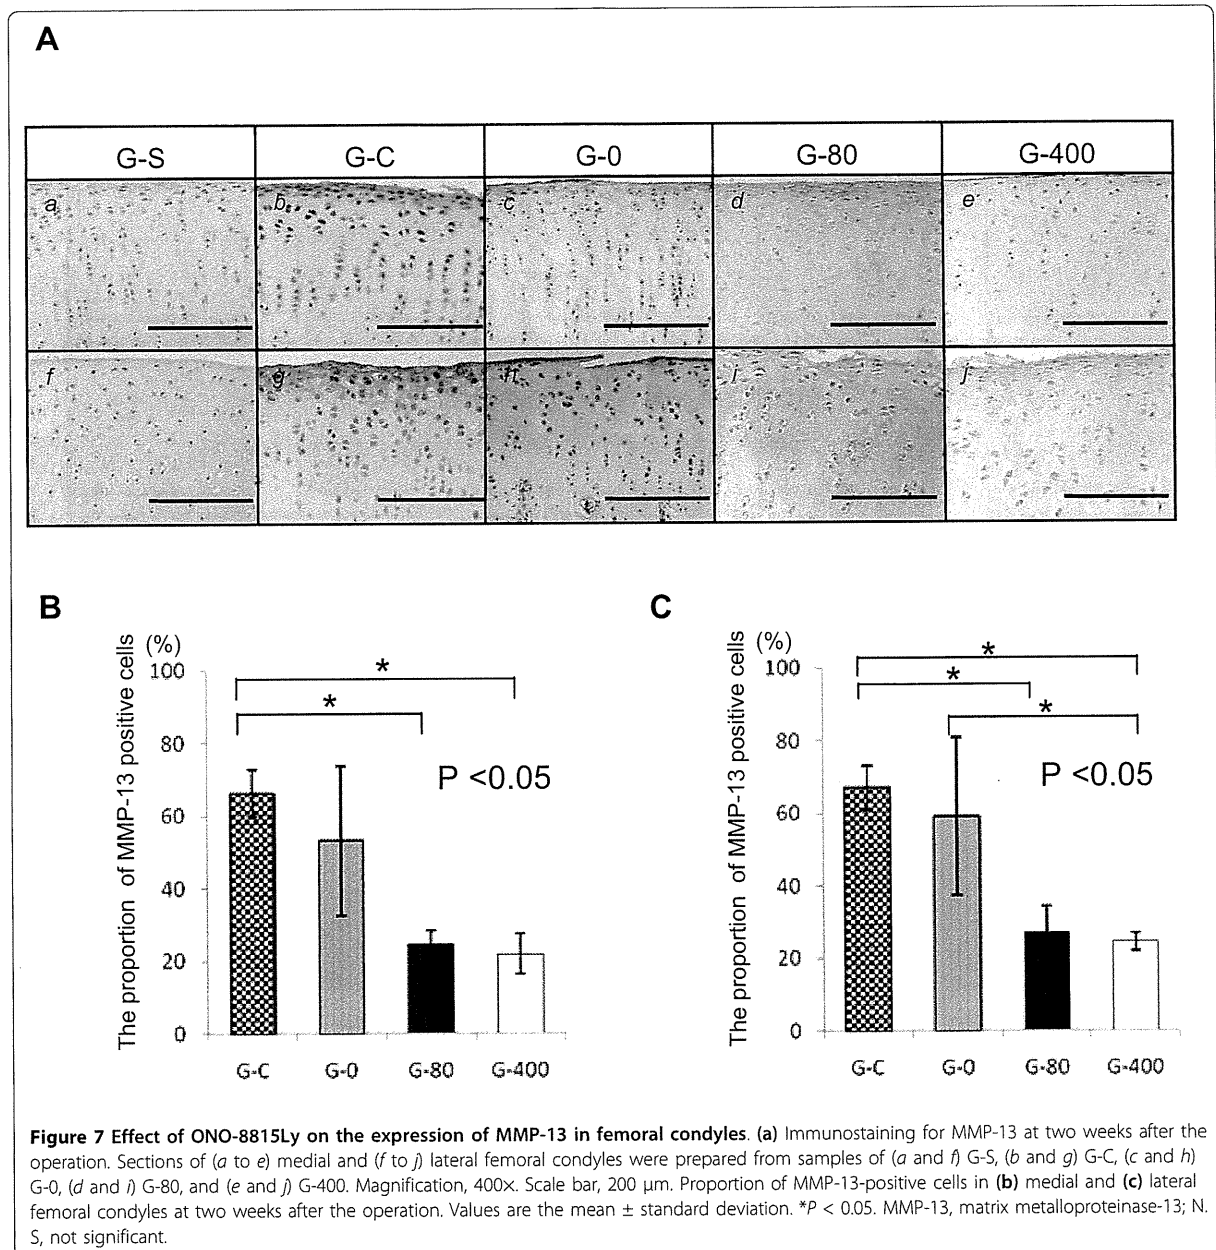 A
G-S G-C G-0 G-80 G-400
a b c d e
f g h i j
B
The proportion of MMP-13 positive cells
(%)
100
80
60
40
20
0
*
*
P <0.05
G-C G-0 G-80 G-400
C
The proportion of MMP-13 positive cells
(%)
100
80
60
40
20
0
*
*
*
P <0.05
G-C G-0 G-80 G-400
Figure 7 Effect of ONO-8815Ly on the expression of MMP-13 in femoral condyles. (a) Immunostaining for MMP-13 at two weeks after the
operation. Sections of (a to e) medial and (f to j) lateral femoral condyles were prepared from samples of (a and f) G-S, (b and g) G-C, (c and h)
G-0, (d and i) G-80, and (e and j) G-400. Magnification, 400×. Scale bar, 200 μm. Proportion of MMP-13-positive cells in (b) medial and (c) lateral
femoral condyles at two weeks after the operation. Values are the mean ± standard deviation. *P < 0.05. MMP-13, matrix metalloproteinase-13; N.
S, not significant.